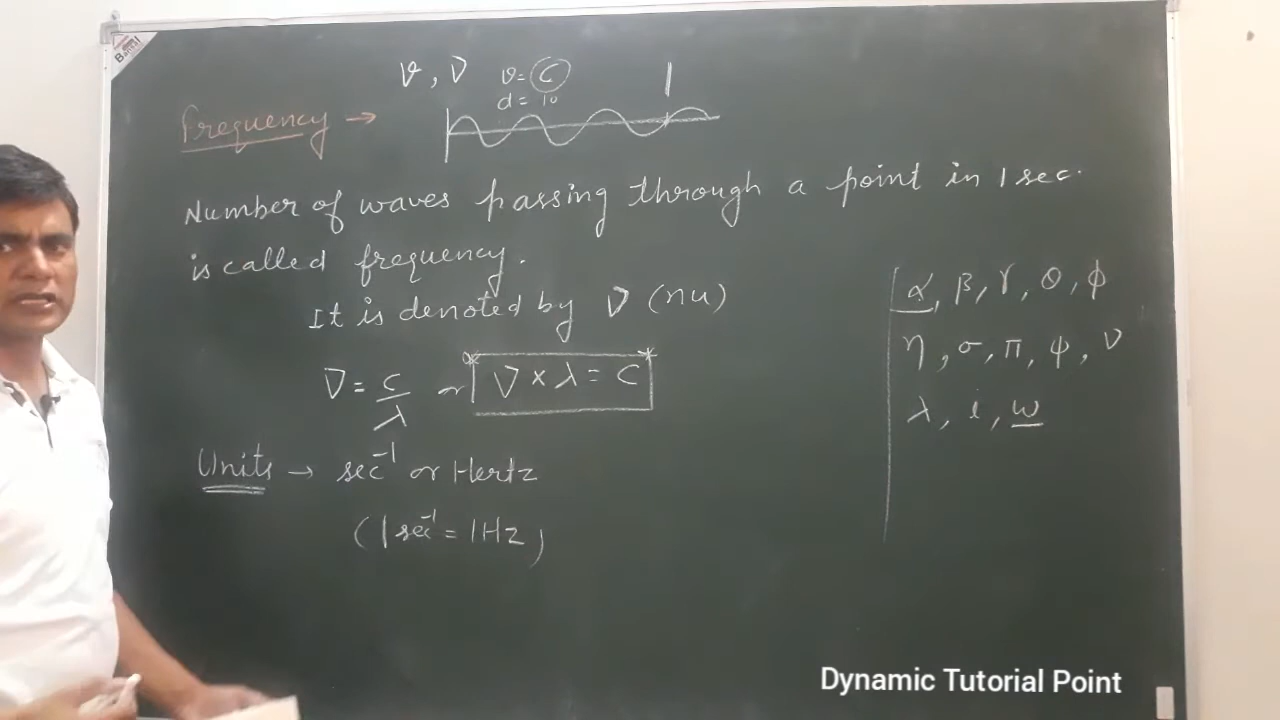 ϑ, ν ϑ = C
d = 10
Frequency →
Number of waves passing through a point in 1 sec.
is called frequency.
It is denoted by ν (nu)
ν = c/λ or ν × λ = C
Units → sec⁻¹ or Hertz
(1 sec⁻¹ = 1 Hz)
α, β, γ, θ, φ
η, σ, π, ψ, ν
λ, i, ω
Dynamic Tutorial Point